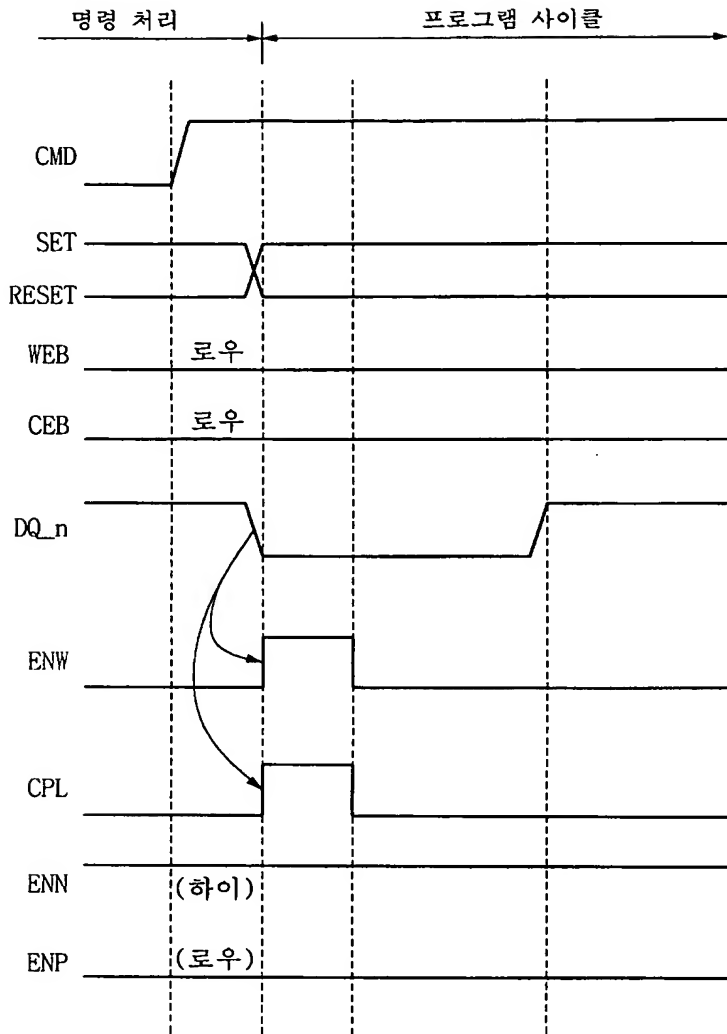 명령 처리
프로그램 사이클
CMD
SET
RESET
WEB
로우
CEB
로우
DQ_n
ENW
CPL
ENN
(하이)
ENP
(로우)